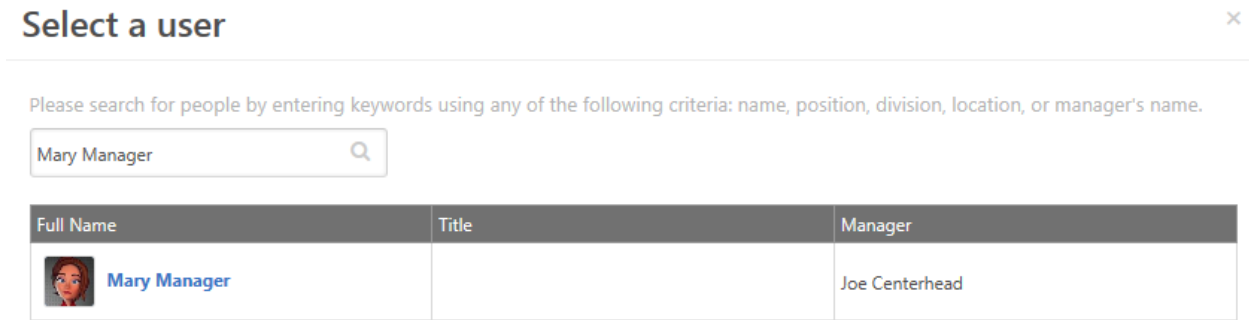 Select a user
×
Please search for people by entering keywords using any of the following criteria: name, position, division, location, or manager's name.
Mary Manager
Full Name Title Manager
Mary Manager Joe Centerhead